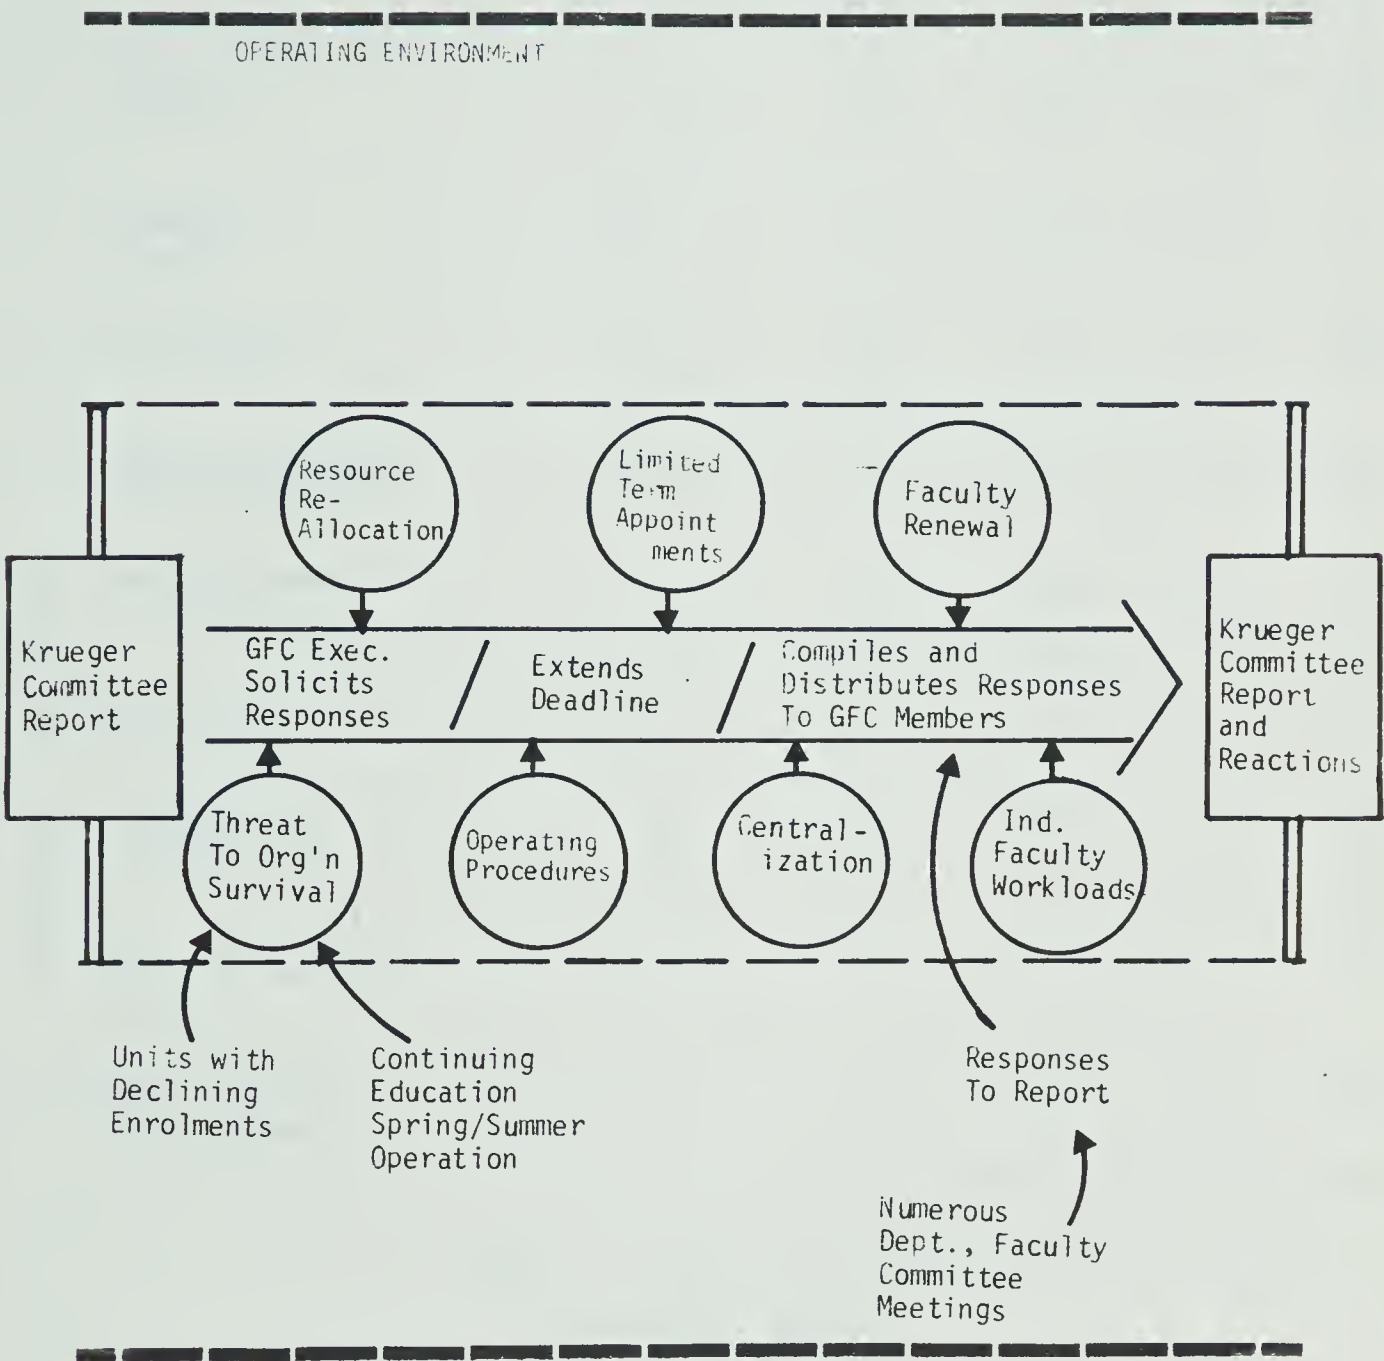 OPERATING ENVIRONMENT
Resource
Re-
Allocation
Limited
Term
Appoint
ments
Faculty
Renewal
Krueger
Committee
Report
GFC Exec.
Solicits
Responses
/
Extends
Deadline
/
Compiles and
Distributes Responses
To GFC Members
Krueger
Committee
Report
and
Reactions
Threat
To Org'n
Survival
Operating
Procedures
Central-
ization
Ind.
Faculty
Workloads
Units with
Declining
Enrolments
Continuing
Education
Spring/Summer
Operation
Responses
To Report
Numerous
Dept., Faculty
Committee
Meetings